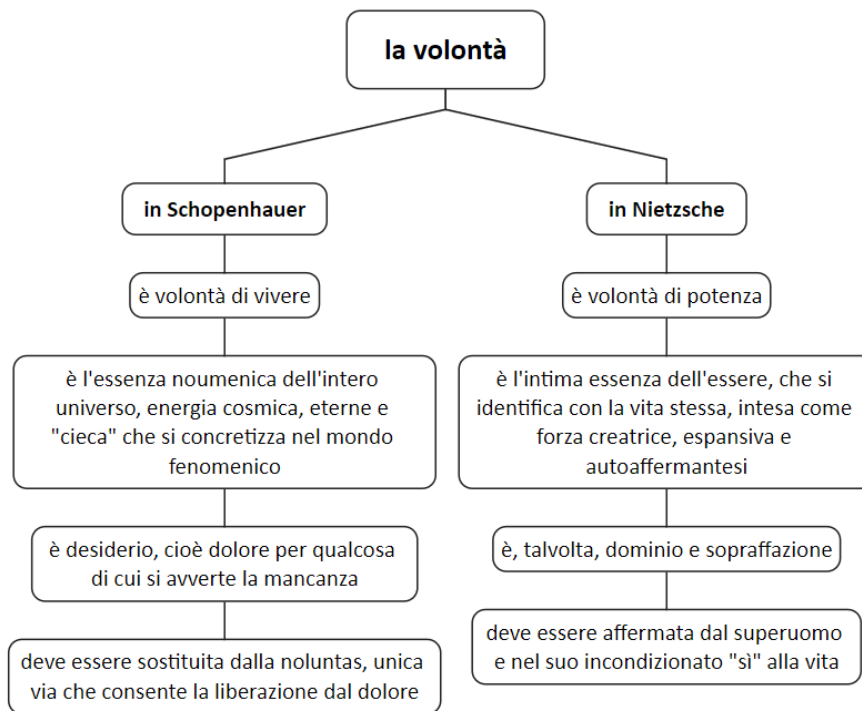 la volontà
in Schopenhauer
è volontà di vivere
è l'essenza noumenica dell'intero
universo, energia cosmica, eterne e
"cieca" che si concretizza nel mondo
fenomenico
è desiderio, cioè dolore per qualcosa
di cui si avverte la mancanza
deve essere sostituita dalla noluntas, unica
via che consente la liberazione dal dolore
in Nietzsche
è volontà di potenza
è l'intima essenza dell'essere, che si
identifica con la vita stessa, intesa come
forza creatrice, espansiva e
autoaffermantesi
è, talvolta, dominio e sopraffazione
deve essere affermata dal superuomo
e nel suo incondizionato "sì" alla vita